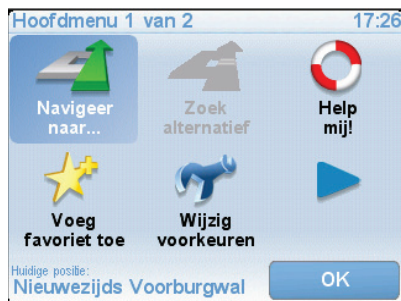 Hoofdmenu 1 van 2 17:26
Navigeer naar...
Zoek alternatief
Help mij!
Voeg favoriet toe
Wijzig voorkeuren
Huidige positie:
Nieuwezijds Voorburgwal
OK